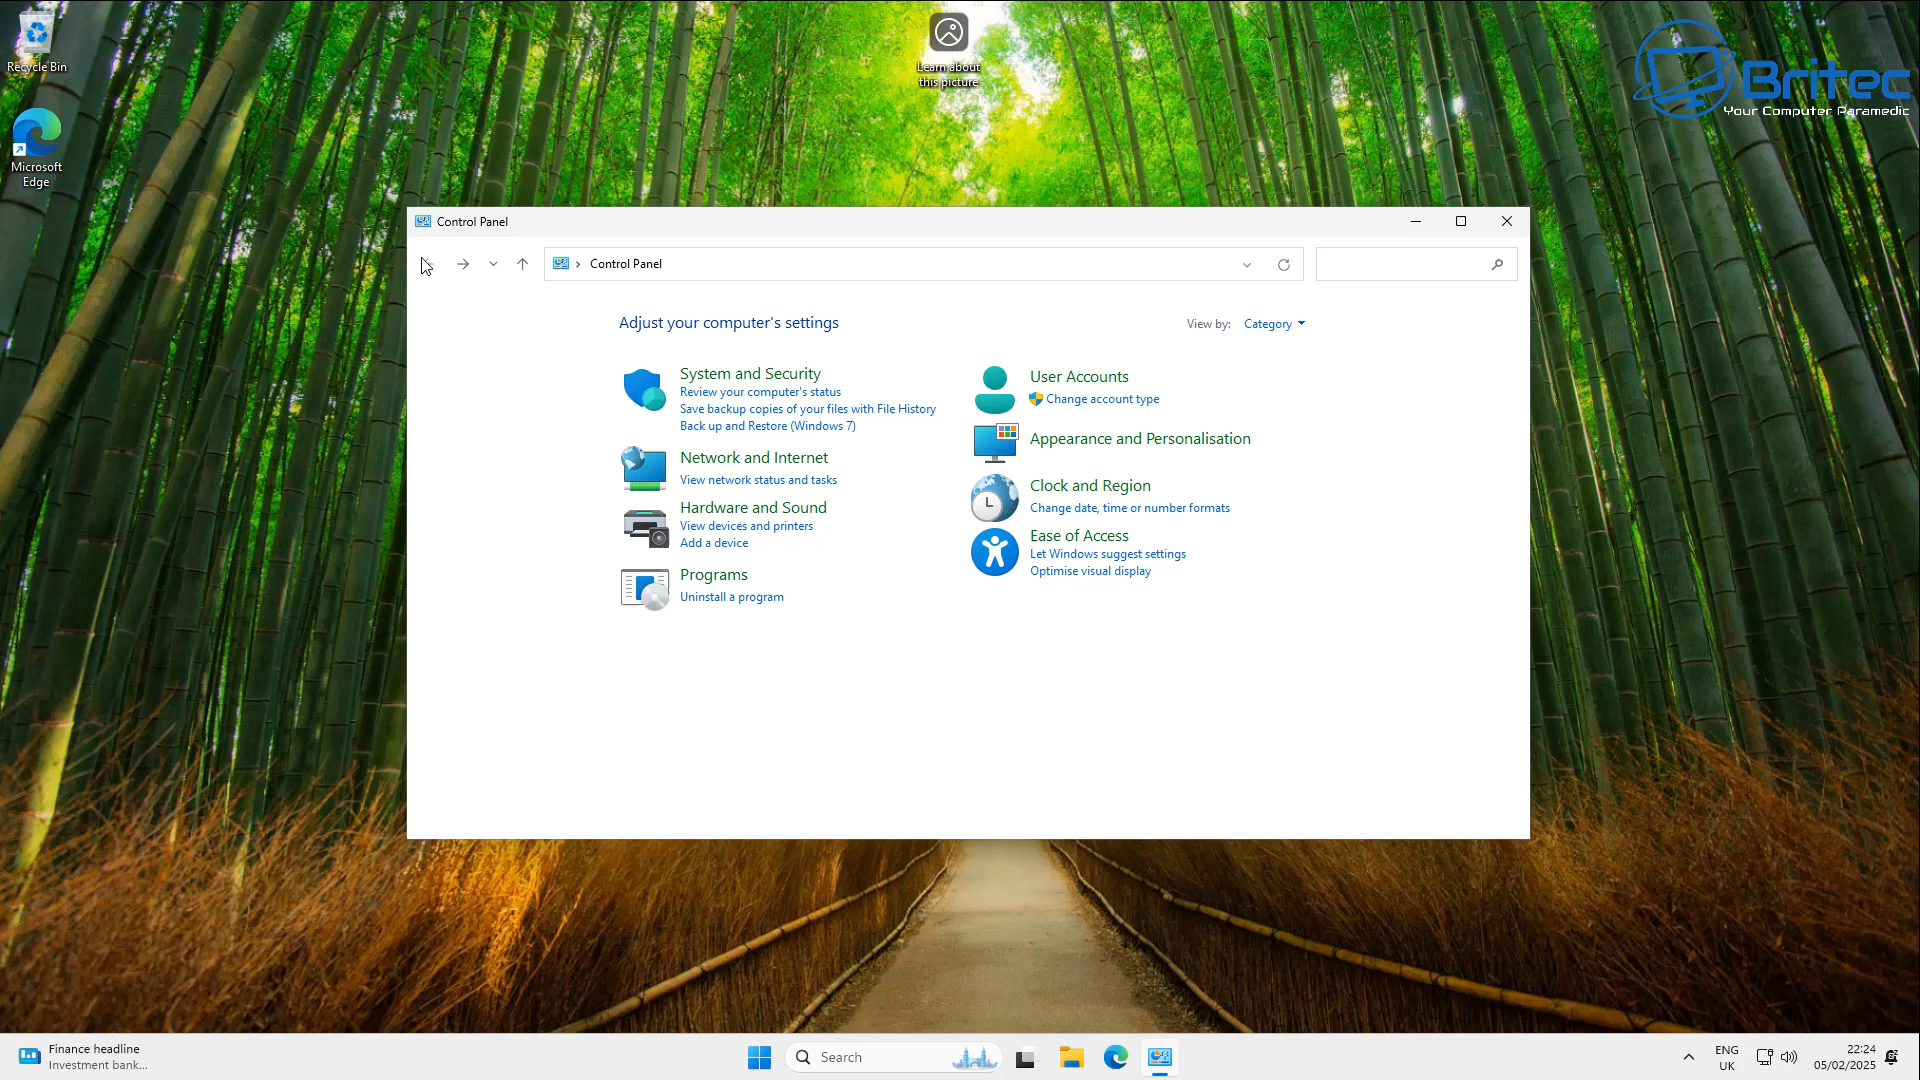 Recycle Bin
Microsoft
Edge
Learn about
this picture
Britec
Your Computer Paramedic
Control Panel
Control Panel
Adjust your computer's settings
View by: Category
System and Security
Review your computer's status
Save backup copies of your files with File History
Back up and Restore (Windows 7)
Network and Internet
View network status and tasks
Hardware and Sound
View devices and printers
Add a device
Programs
Uninstall a program
User Accounts
Change account type
Appearance and Personalisation
Clock and Region
Change date, time or number formats
Ease of Access
Let Windows suggest settings
Optimise visual display
Finance headline
Investment bank...
Search
ENG
UK
22:24
05/02/2025